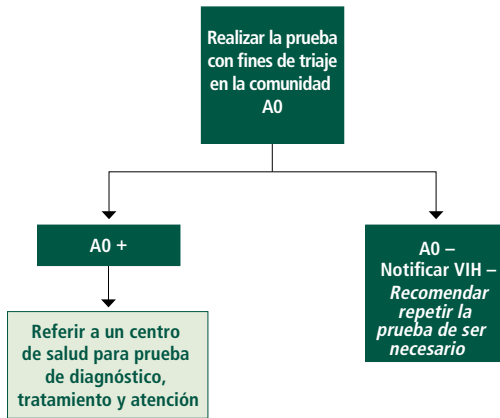 Realizar la prueba
con fines de triaje
en la comunidad
A0
A0 +
A0 –
Notificar VIH –
Recomendar
repetir la
prueba de ser
necesario
Referir a un centro
de salud para prueba
de diagnóstico,
tratamiento y atención